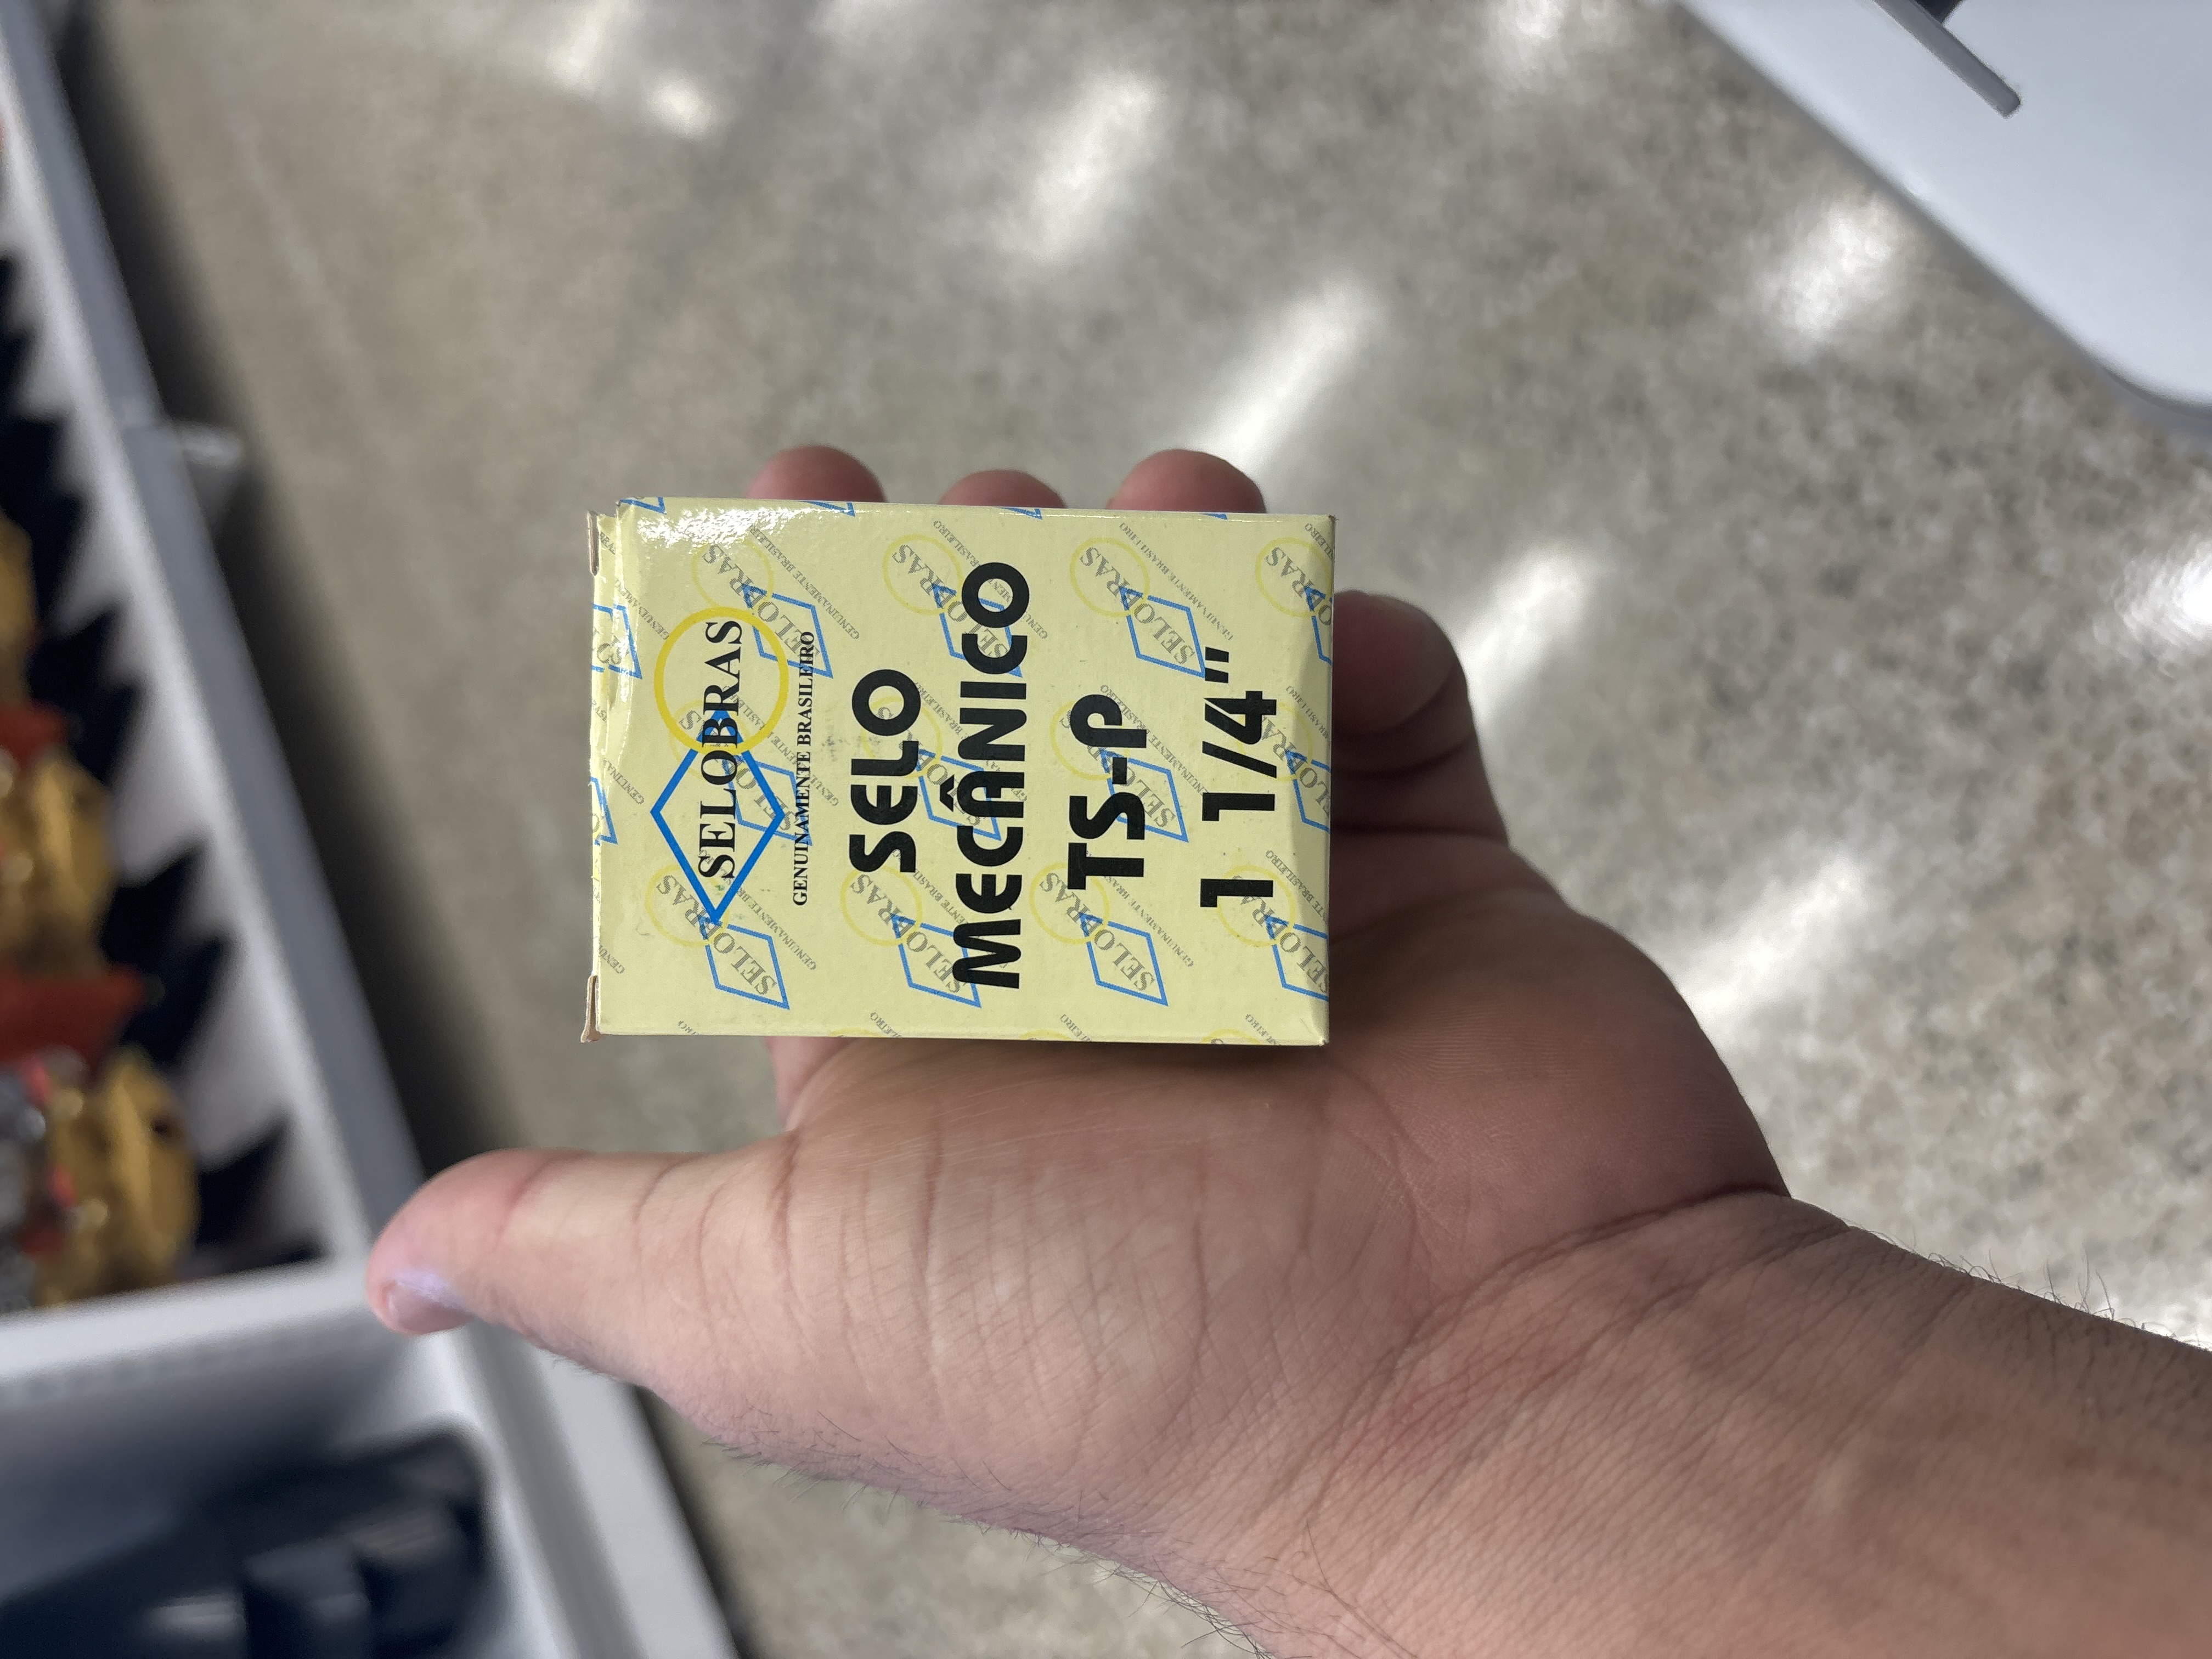 SELOBRAS
GENUINAMENTE BRASILEIRO
SELO
MECÂNICO
TS-P
1 1/4"